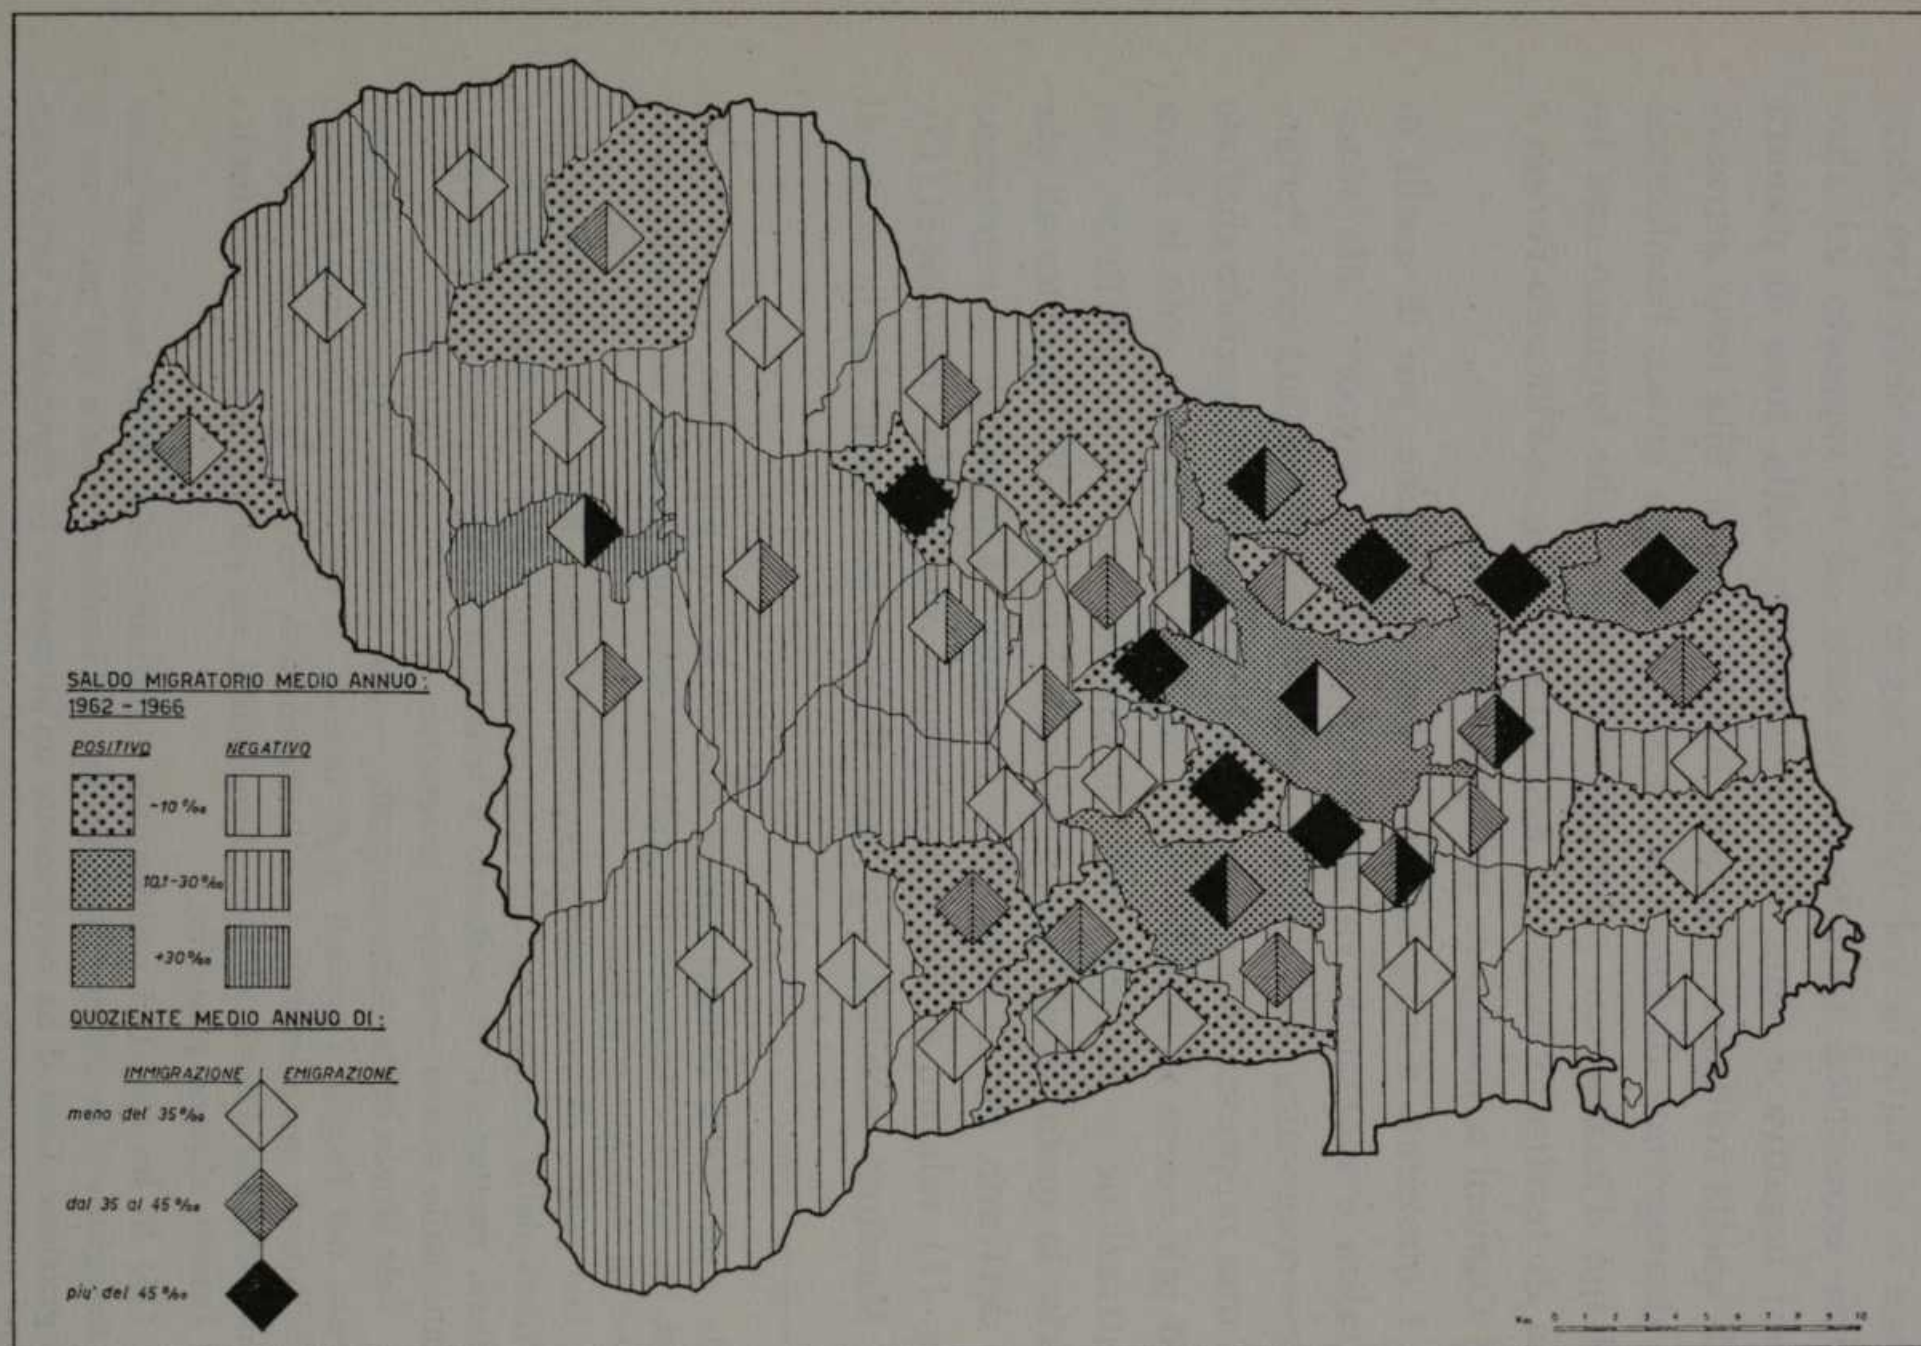 SALDO MIGRATORIO MEDIO ANNUO:
1962 - 1966
POSITIVO NEGATIVO
-10‰
10,1-30‰
+30‰
QUOZIENTE MEDIO ANNUO DI:
IMMIGRAZIONE EMIGRAZIONE
meno del 35‰
dal 35 al 45‰
piu' del 45‰
Km 0 1 2 3 4 5 6 7 8 9 10